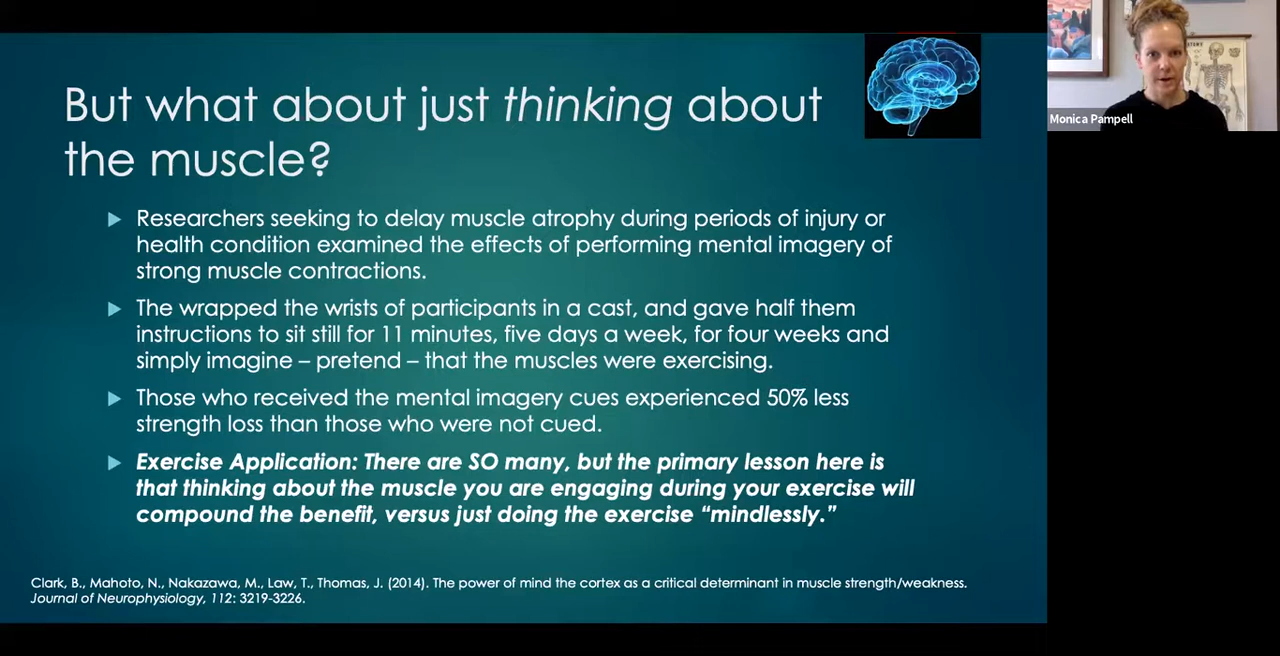 But what about just thinking about
the muscle?
Researchers seeking to delay muscle atrophy during periods of injury or
health condition examined the effects of performing mental imagery of
strong muscle contractions.
The wrapped the wrists of participants in a cast, and gave half them
instructions to sit still for 11 minutes, five days a week, for four weeks and
simply imagine – pretend – that the muscles were exercising.
Those who received the mental imagery cues experienced 50% less
strength loss than those who were not cued.
Exercise Application: There are SO many, but the primary lesson here is
that thinking about the muscle you are engaging during your exercise will
compound the benefit, versus just doing the exercise “mindlessly.”
Clark, B., Mahoto, N., Nakazawa, M., Law, T., Thomas, J. (2014). The power of mind the cortex as a critical determinant in muscle strength/weakness.
Journal of Neurophysiology, 112: 3219-3226.
Monica Pampell